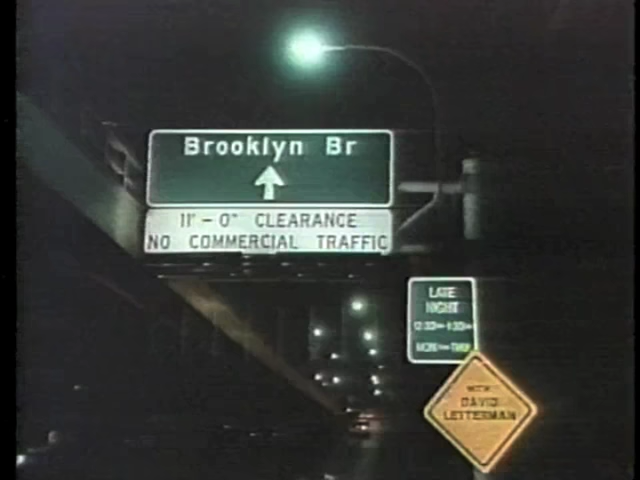 Brooklyn Br
11'-0" CLEARANCE
NO COMMERCIAL TRAFFIC
LATE
NIGHT
12:30 - 1:30
MON - THUR
WITH
DAVID
LETTERMAN